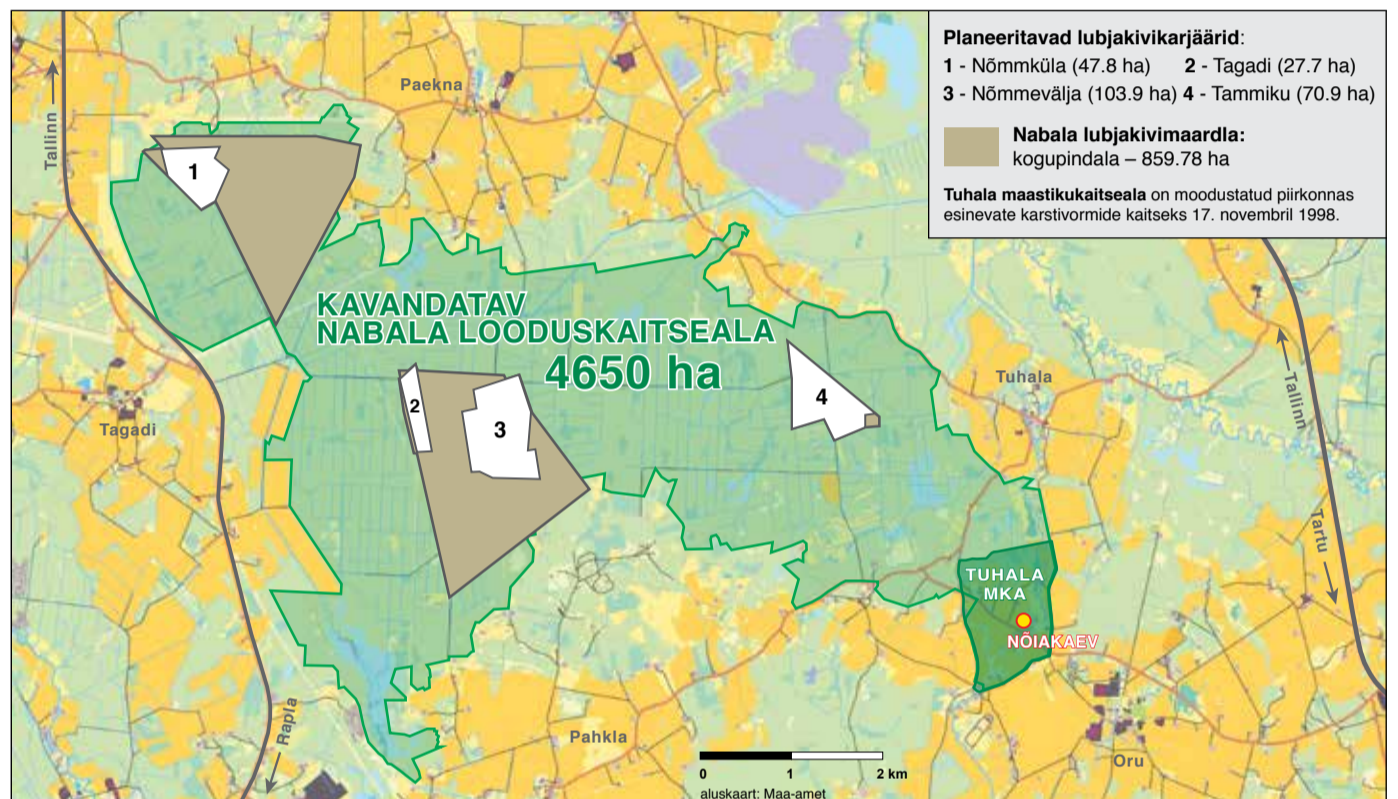 Planeeritavad lubjakivikarjäärid:
1 - Nõmmküla (47.8 ha) 2 - Tagadi (27.7 ha)
3 - Nõmmevälja (103.9 ha) 4 - Tammiku (70.9 ha)
Nabala lubjakivimaardla:
kogupindala – 859.78 ha
Tuhala maastikukaitseala on moodustatud piirkonnas
esinevate karstivormide kaitseks 17. novembril 1998.
Tallinn
Paekna
1
KAVANDATAV
NABALA LOODUSKAITSEALA
4650 ha
2
3
4
Tuhala
Tallinn
Tagadi
Tartu
TUHALA
MKA
NÕIAKAEV
Rapla
Pahkla
Oru
0 1 2 km
aluskaart: Maa-amet